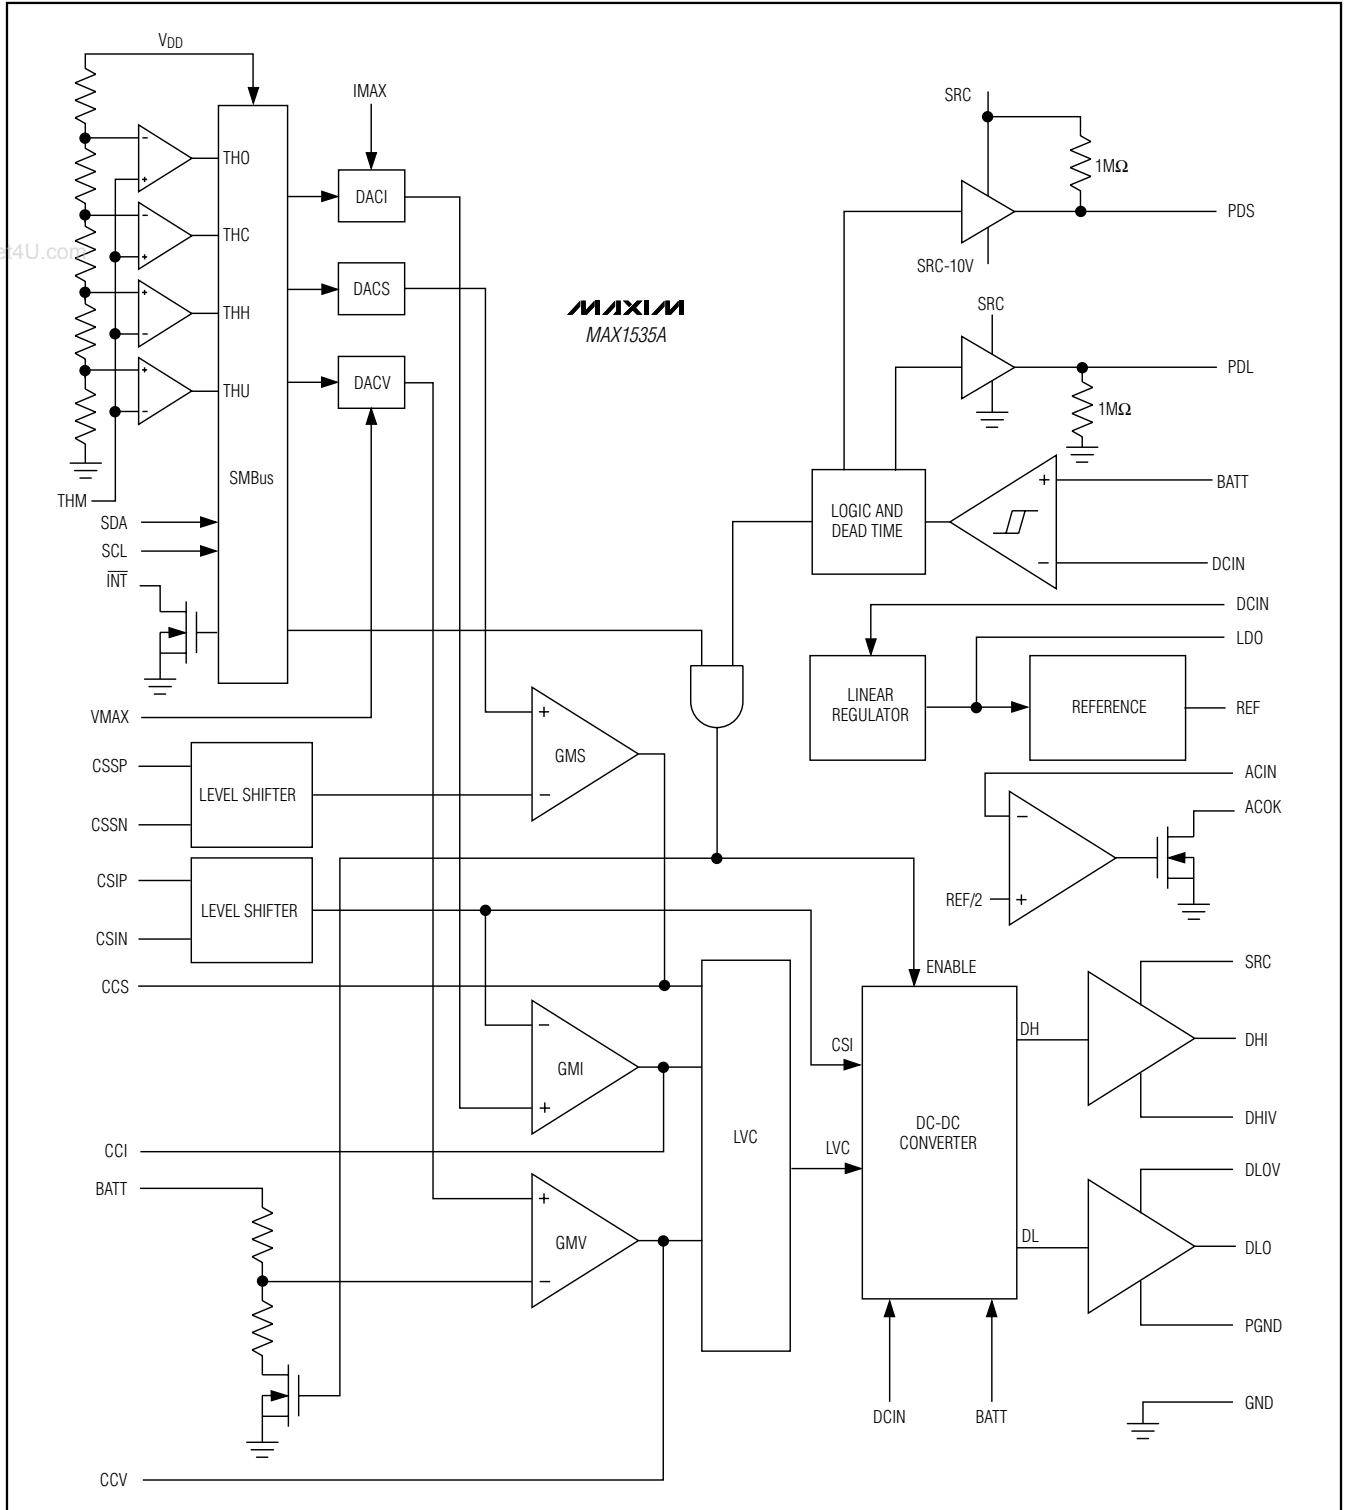 VDD
IMAX
SRC
1MΩ
THO
DACI
PDS
THC
et4U.com
SRC-10V
DACS
MAXIM
MAX1535A
SRC
THH
PDL
THU
DACV
1MΩ
SMBus
BATT
THM
LOGIC AND
DEAD TIME
+
−
SDA
SCL
DCIN
INT
DCIN
LDO
LINEAR
REGULATOR
REFERENCE
REF
VMAX
GMS
+
−
CSSP
LEVEL SHIFTER
CSSN
ACIN
ACOK
−
+
REF/2
CSIP
LEVEL SHIFTER
CSIN
ENABLE
SRC
CCS
−
+
GMI
CSI
DH
DHI
DHIV
LVC
DC-DC
CONVERTER
LVC
CCI
BATT
DLOV
+
−
GMV
DL
DLO
PGND
DCIN
BATT
GND
CCV